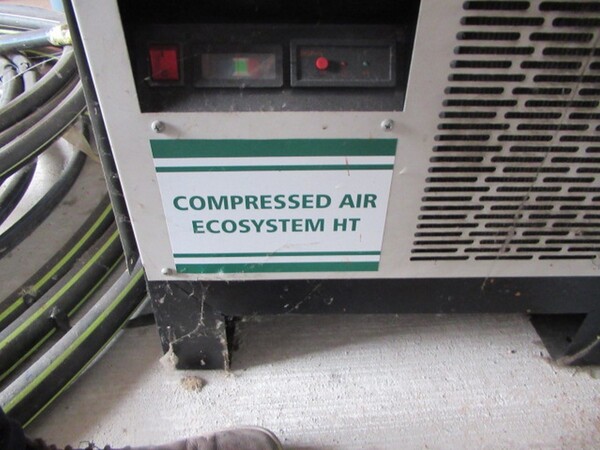 COMPRESSED AIR
ECOSYSTEM HT